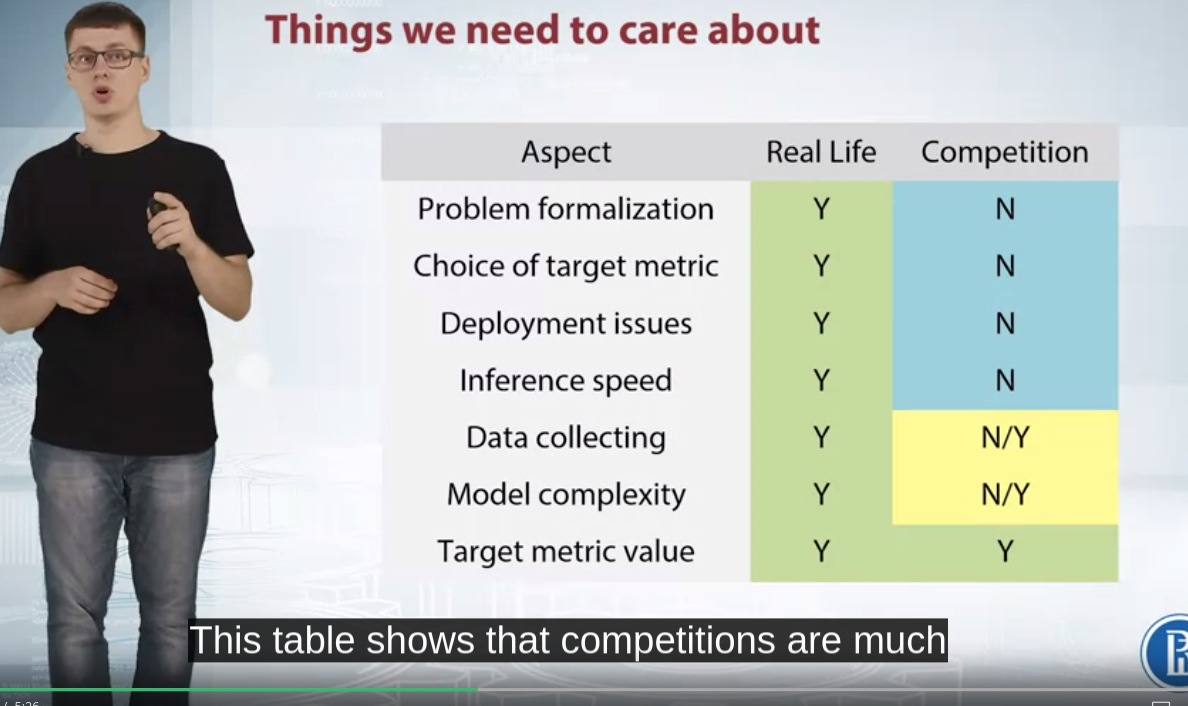 Things we need to care about
Aspect Real Life Competition
Problem formalization Y N
Choice of target metric Y N
Deployment issues Y N
Inference speed Y N
Data collecting Y N/Y
Model complexity Y N/Y
Target metric value Y Y
This table shows that competitions are much
/ 5:26